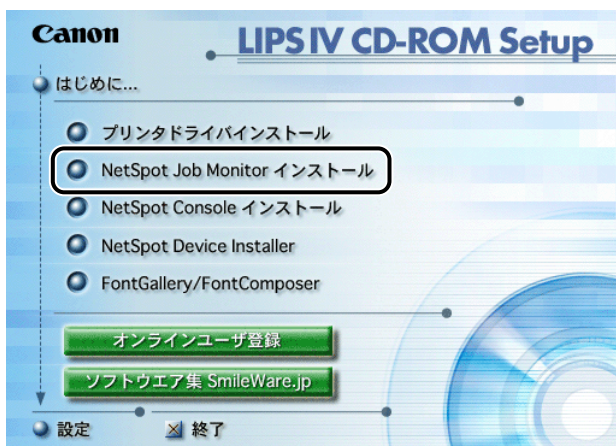 Canon
LIPS IV CD-ROM Setup
はじめに...
プリンタドライバインストール
NetSpot Job Monitor インストール
NetSpot Console インストール
NetSpot Device Installer
FontGallery/FontComposer
オンラインユーザ登録
ソフトウエア集 SmileWare.jp
設定
終了